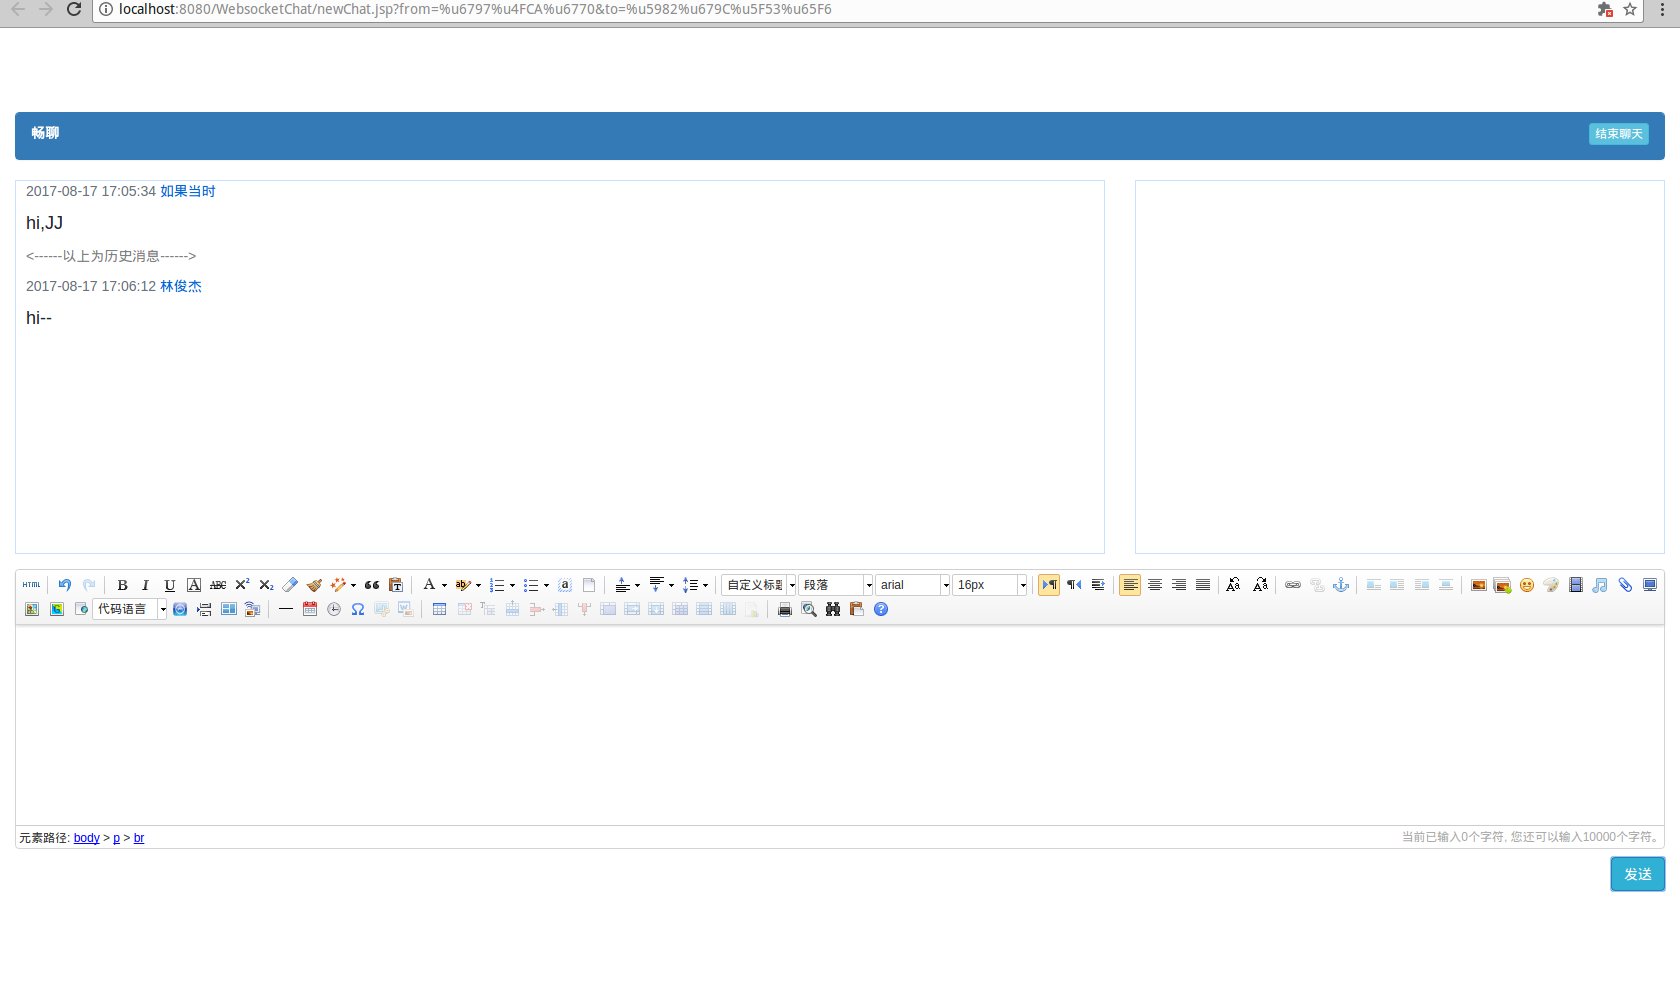 localhost:8080/WebsocketChat/newChat.jsp?from=%u6797%u4FCA%u6770&to=%u5982%u679C%u5F53%u65F6
畅聊
结束聊天
2017-08-17 17:05:34 如果当时
hi,JJ
<------以上为历史消息------>
2017-08-17 17:06:12 林俊杰
hi--
HTML B I U A ABC X² X₂ A ab 自定义标题 段落 arial 16px
代码语言
元素路径: body > p > br
当前已输入0个字符, 您还可以输入10000个字符。
发送